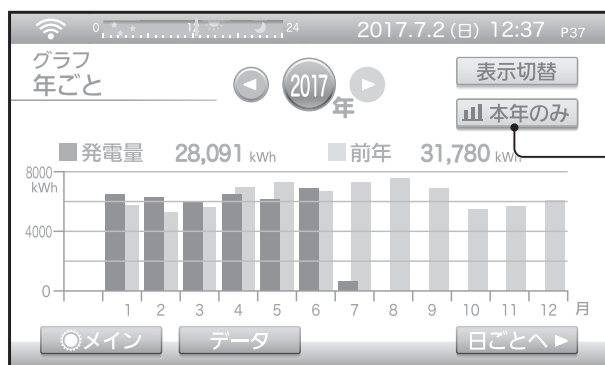 0 12 24 2017.7.2 (日) 12:37 P37
グラフ
年ごと
2017
年
表示切替
本年のみ
発電量 28,091 kWh 前年 31,780 kWh
8000
kWh
4000
0
1 2 3 4 5 6 7 8 9 10 11 12 月
メイン データ 日ごとへ